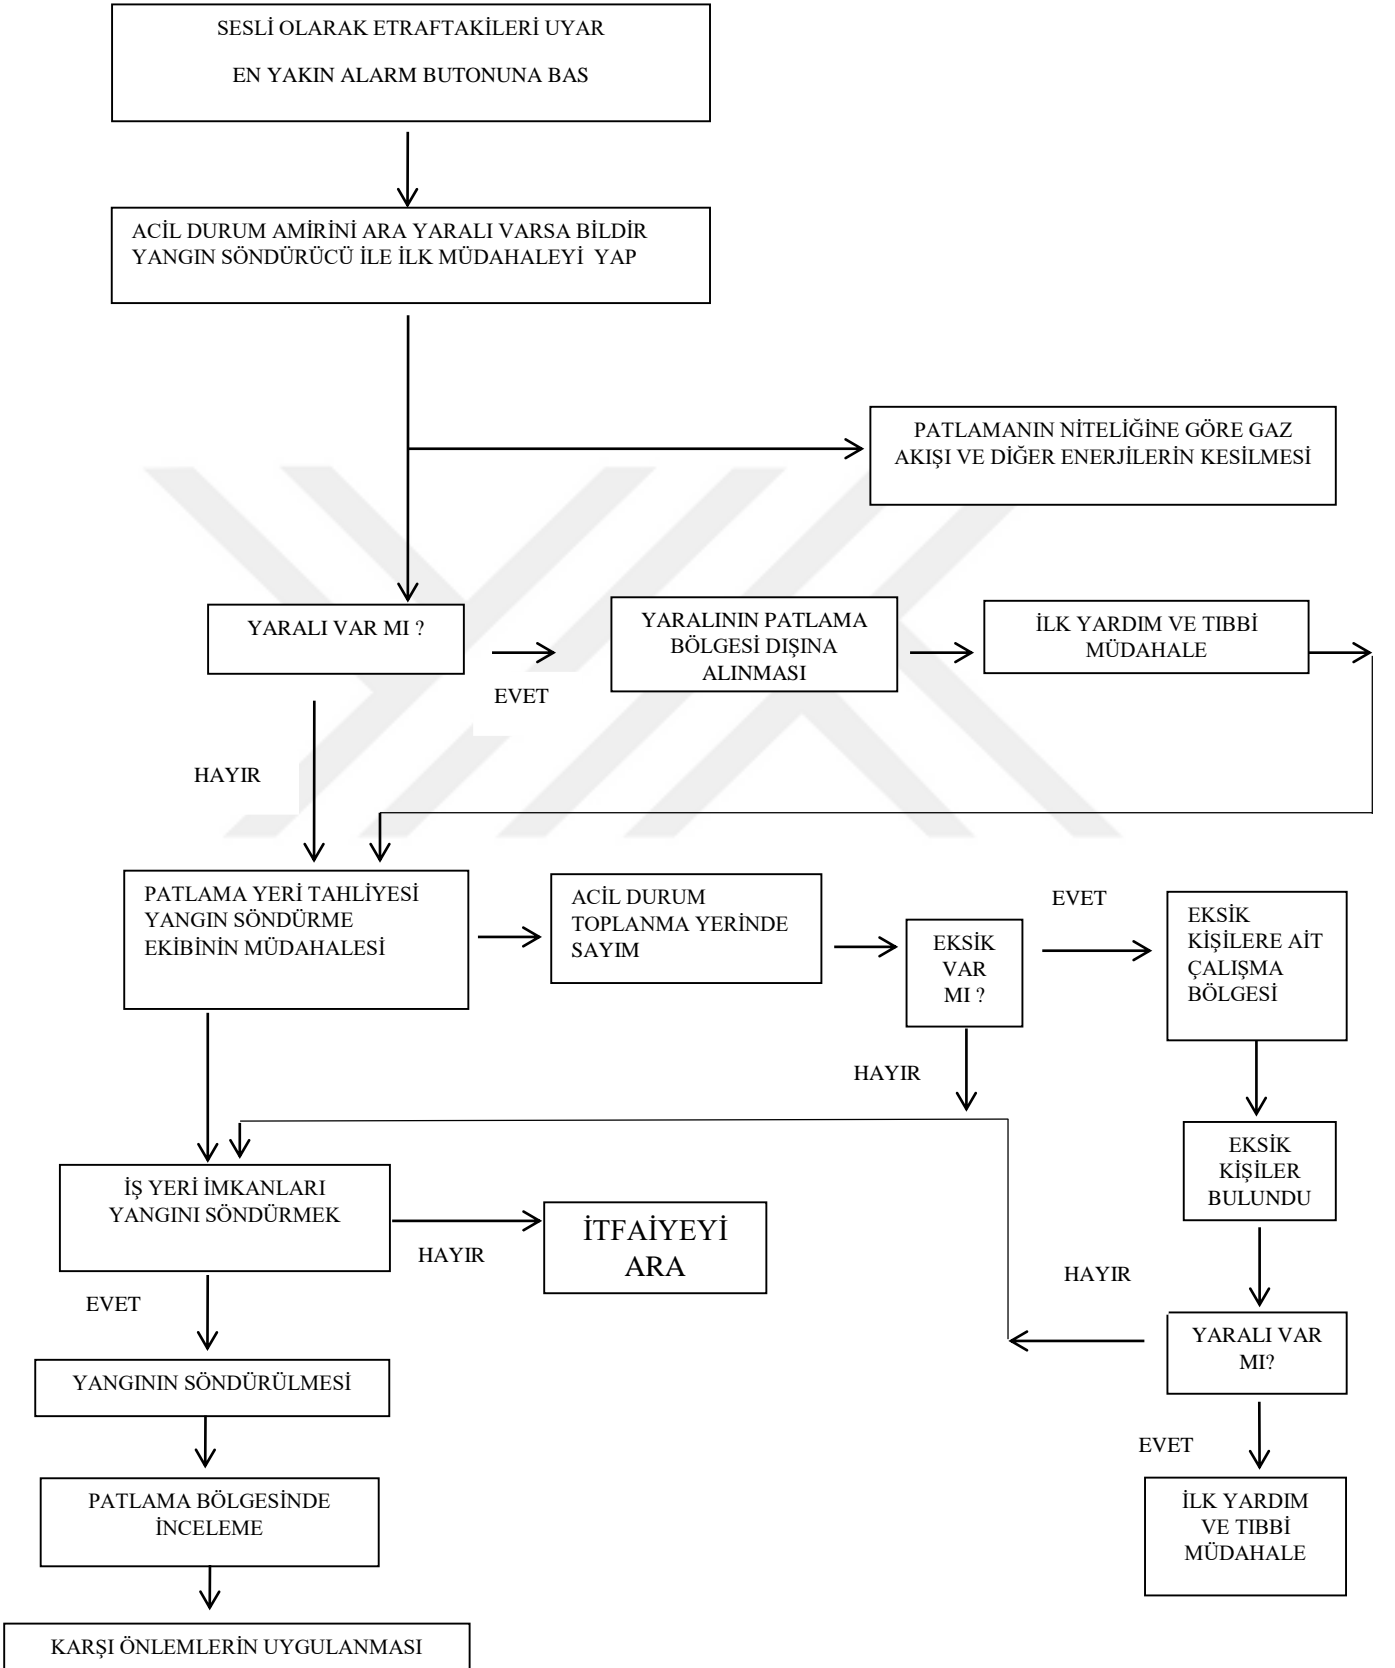 SESLİ OLARAK ETRAFTAKİLERİ UYAR
EN YAKIN ALARM BUTONUNA BAS
ACİL DURUM AMİRİNİ ARA YARALI VARSA BİLDİR
YANGIN SÖNDÜRÜCÜ İLE İLK MÜDAHALEYİ YAP
PATLAMANIN NİTELİĞİNE GÖRE GAZ
AKIŞI VE DİĞER ENERJİLERİN KESİLMESİ
YARALI VAR MI ?
EVET
YARALININ PATLAMA
BÖLGESİ DIŞINA
ALINMASI
İLK YARDIM VE TIBBİ
MÜDAHALE
HAYIR
PATLAMA YERİ TAHLİYESİ
YANGIN SÖNDÜRME
EKİBİNİN MÜDAHALESİ
ACİL DURUM
TOPLANMA YERİNDE
SAYIM
EKSİK
VAR
MI ?
EVET
EKSİK
KİŞİLERE AİT
ÇALIŞMA
BÖLGESİ
HAYIR
EKSİK
KİŞİLER
BULUNDU
İŞ YERİ İMKANLARI
YANGINI SÖNDÜRMEK
HAYIR
İTFAİYEYİ
ARA
HAYIR
EVET
YARALI VAR
MI?
YANGININ SÖNDÜRÜLMESİ
EVET
PATLAMA BÖLGESİNDE
İNCELEME
İLK YARDIM
VE TIBBİ
MÜDAHALE
KARŞI ÖNLEMLERİN UYGULANMASI